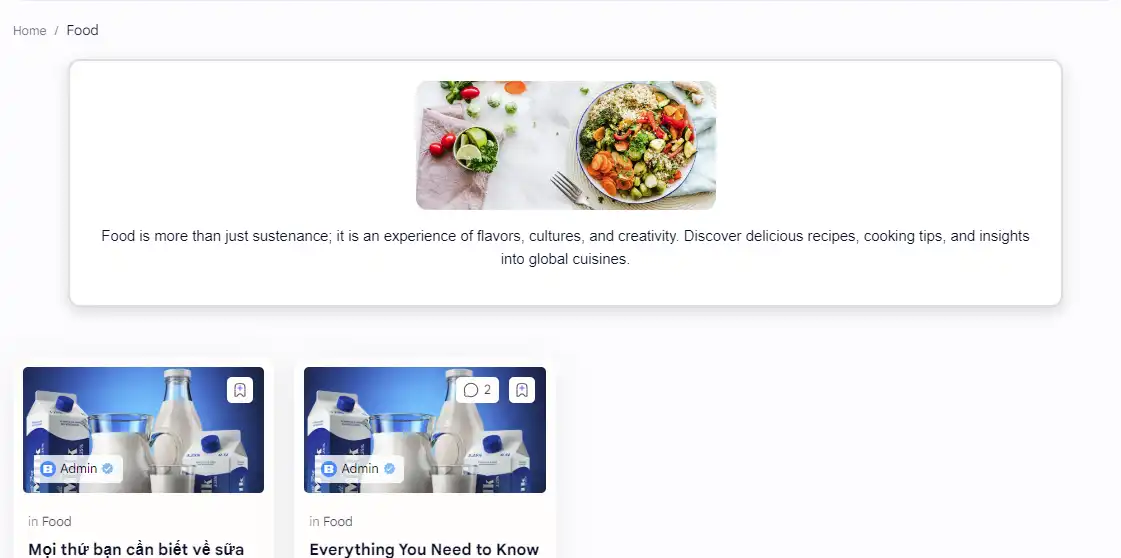 Home / Food
Food is more than just sustenance; it is an experience of flavors, cultures, and creativity. Discover delicious recipes, cooking tips, and insights
into global cuisines.
2
Admin
Admin
in Food
in Food
Mọi thứ bạn cần biết về sữa
Everything You Need to Know